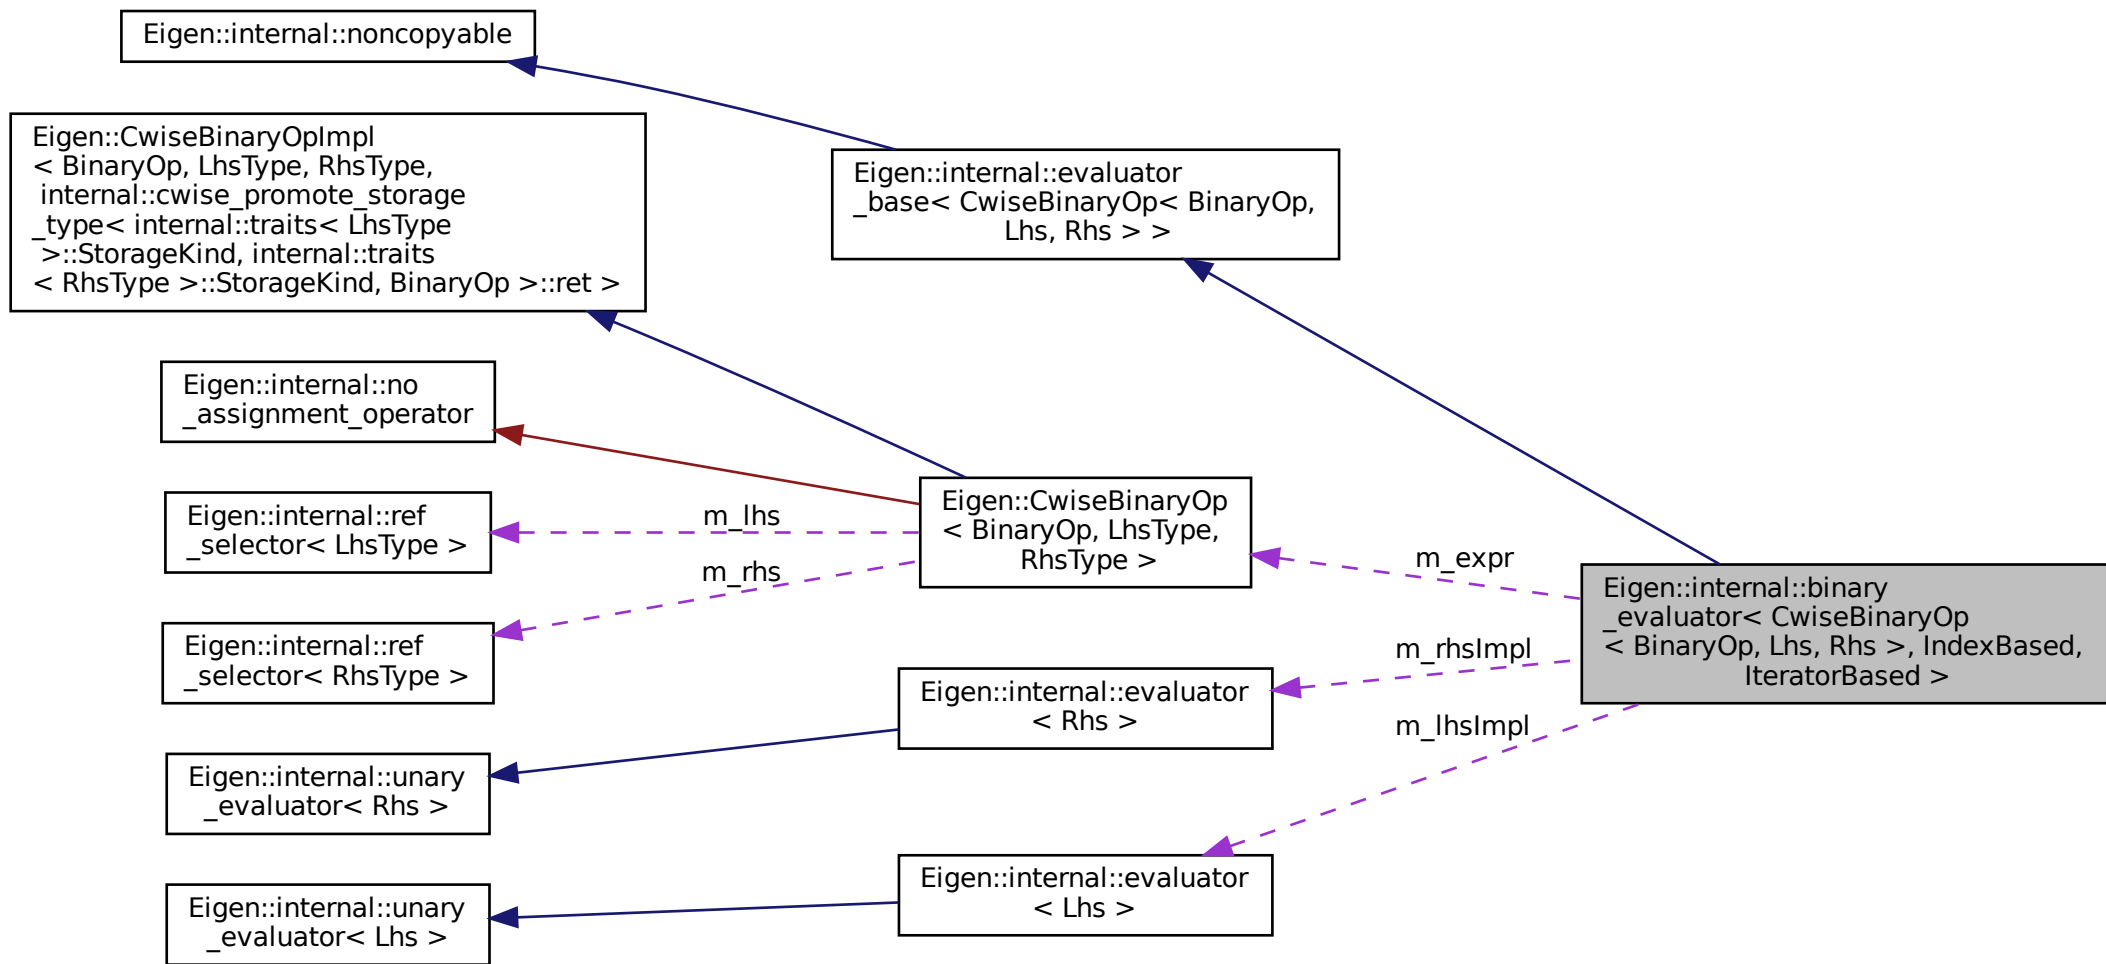 Eigen::internal::noncopyable
Eigen::CwiseBinaryOpImpl
< BinaryOp, LhsType, RhsType,
internal::cwise_promote_storage
_type< internal::traits< LhsType
>::StorageKind, internal::traits
< RhsType >::StorageKind, BinaryOp >::ret >
Eigen::internal::evaluator
_base< CwiseBinaryOp< BinaryOp,
Lhs, Rhs > >
Eigen::internal::no
_assignment_operator
Eigen::internal::ref
_selector< LhsType >
m_lhs
Eigen::CwiseBinaryOp
< BinaryOp, LhsType,
RhsType >
m_rhs
m_expr
Eigen::internal::binary
_evaluator< CwiseBinaryOp
< BinaryOp, Lhs, Rhs >, IndexBased,
IteratorBased >
Eigen::internal::ref
_selector< RhsType >
m_rhsImpl
Eigen::internal::evaluator
< Rhs >
m_lhsImpl
Eigen::internal::unary
_evaluator< Rhs >
Eigen::internal::evaluator
< Lhs >
Eigen::internal::unary
_evaluator< Lhs >